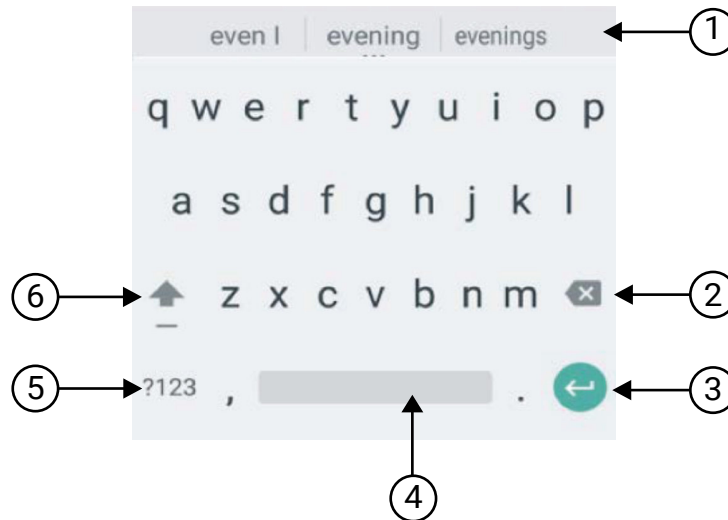 even I evening evenings 1
q w e r t y u i o p
a s d f g h j k l
6 z x c v b n m 2
5 ?123 , . 3
4